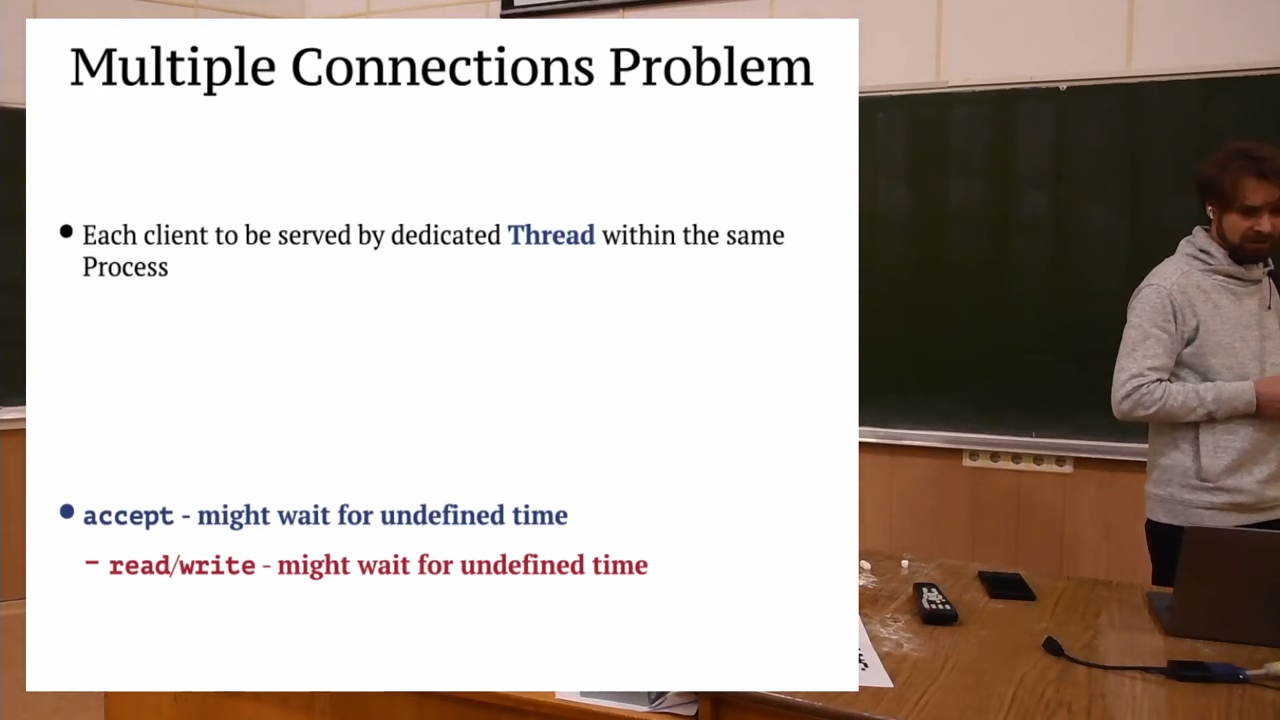 Multiple Connections Problem
• Each client to be served by dedicated Thread within the same
Process
• accept - might wait for undefined time
– read/write - might wait for undefined time